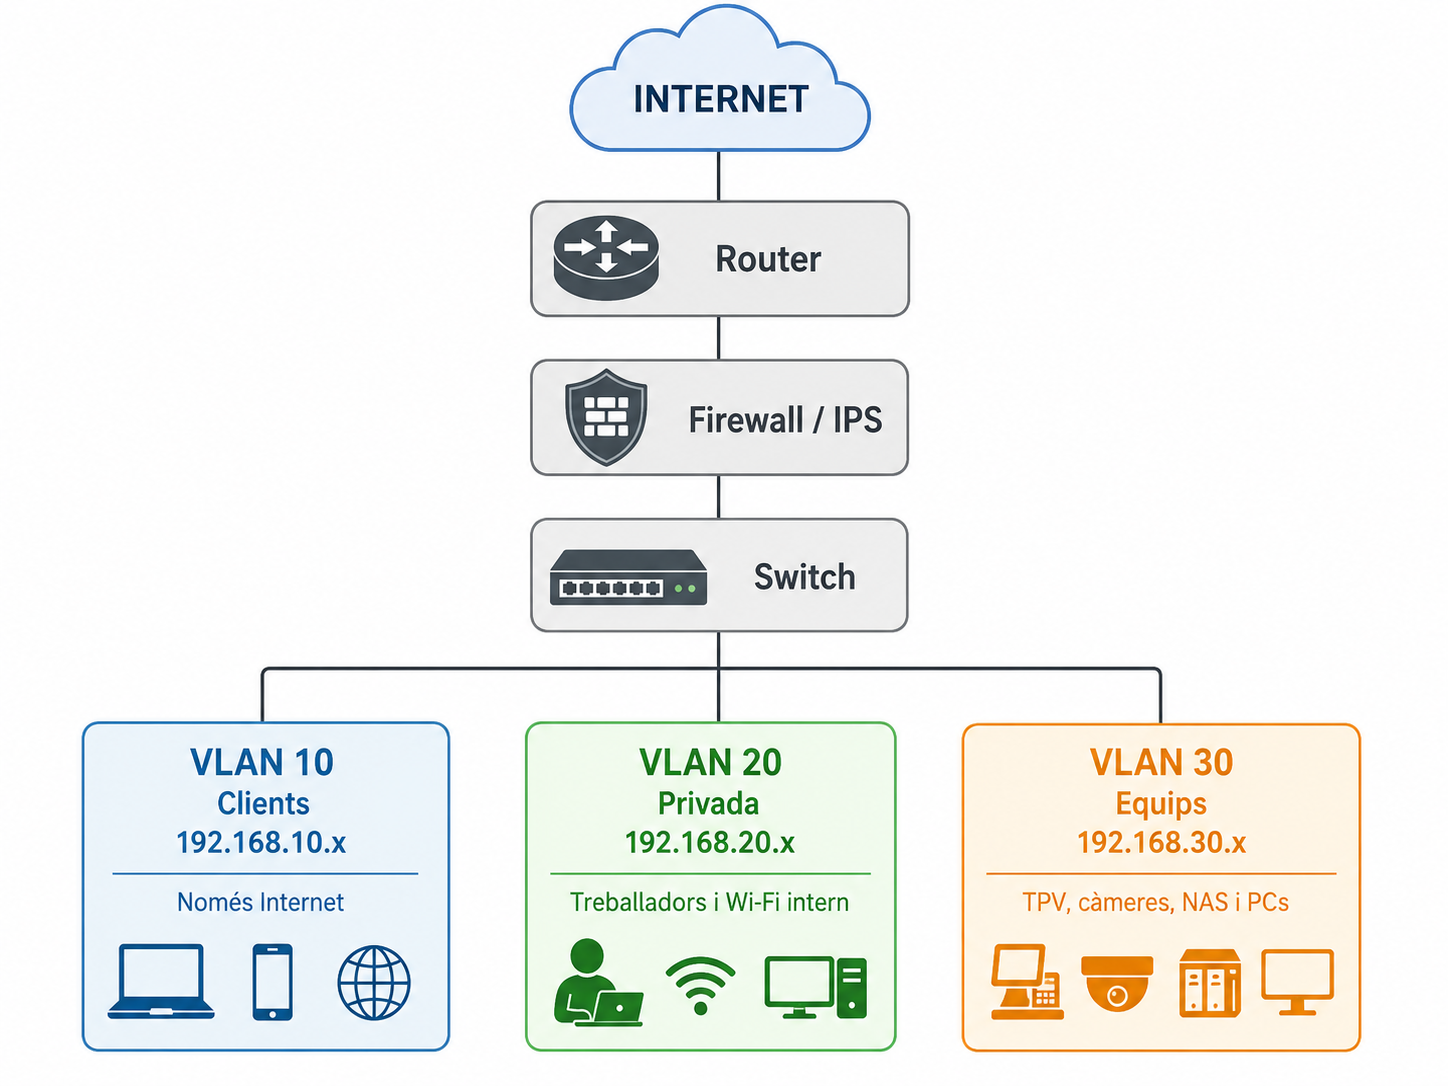 INTERNET
Router
Firewall / IPS
Switch
VLAN 10
Clients
192.168.10.x
Només Internet
VLAN 20
Privada
192.168.20.x
Treballadors i Wi-Fi intern
VLAN 30
Equips
192.168.30.x
TPV, càmeres, NAS i PCs